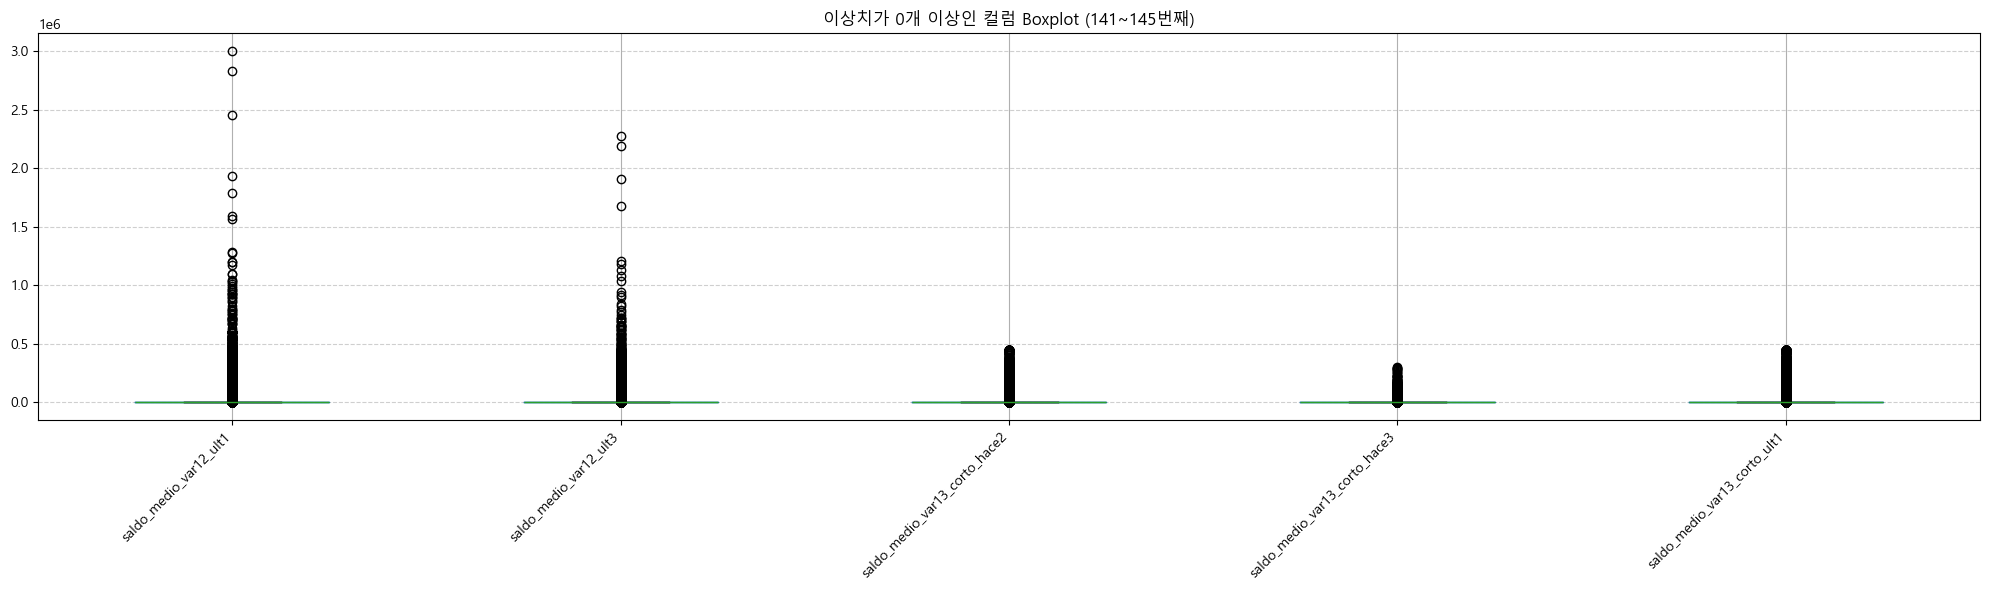 이상치가 0개 이상인 컬럼 Boxplot (141~145번째)
1e6
3.0
2.5
2.0
1.5
1.0
0.5
0.0
saldo_medio_var12_ult1
saldo_medio_var12_ult3
saldo_medio_var13_corto_hace2
saldo_medio_var13_corto_hace3
saldo_medio_var13_corto_ult1